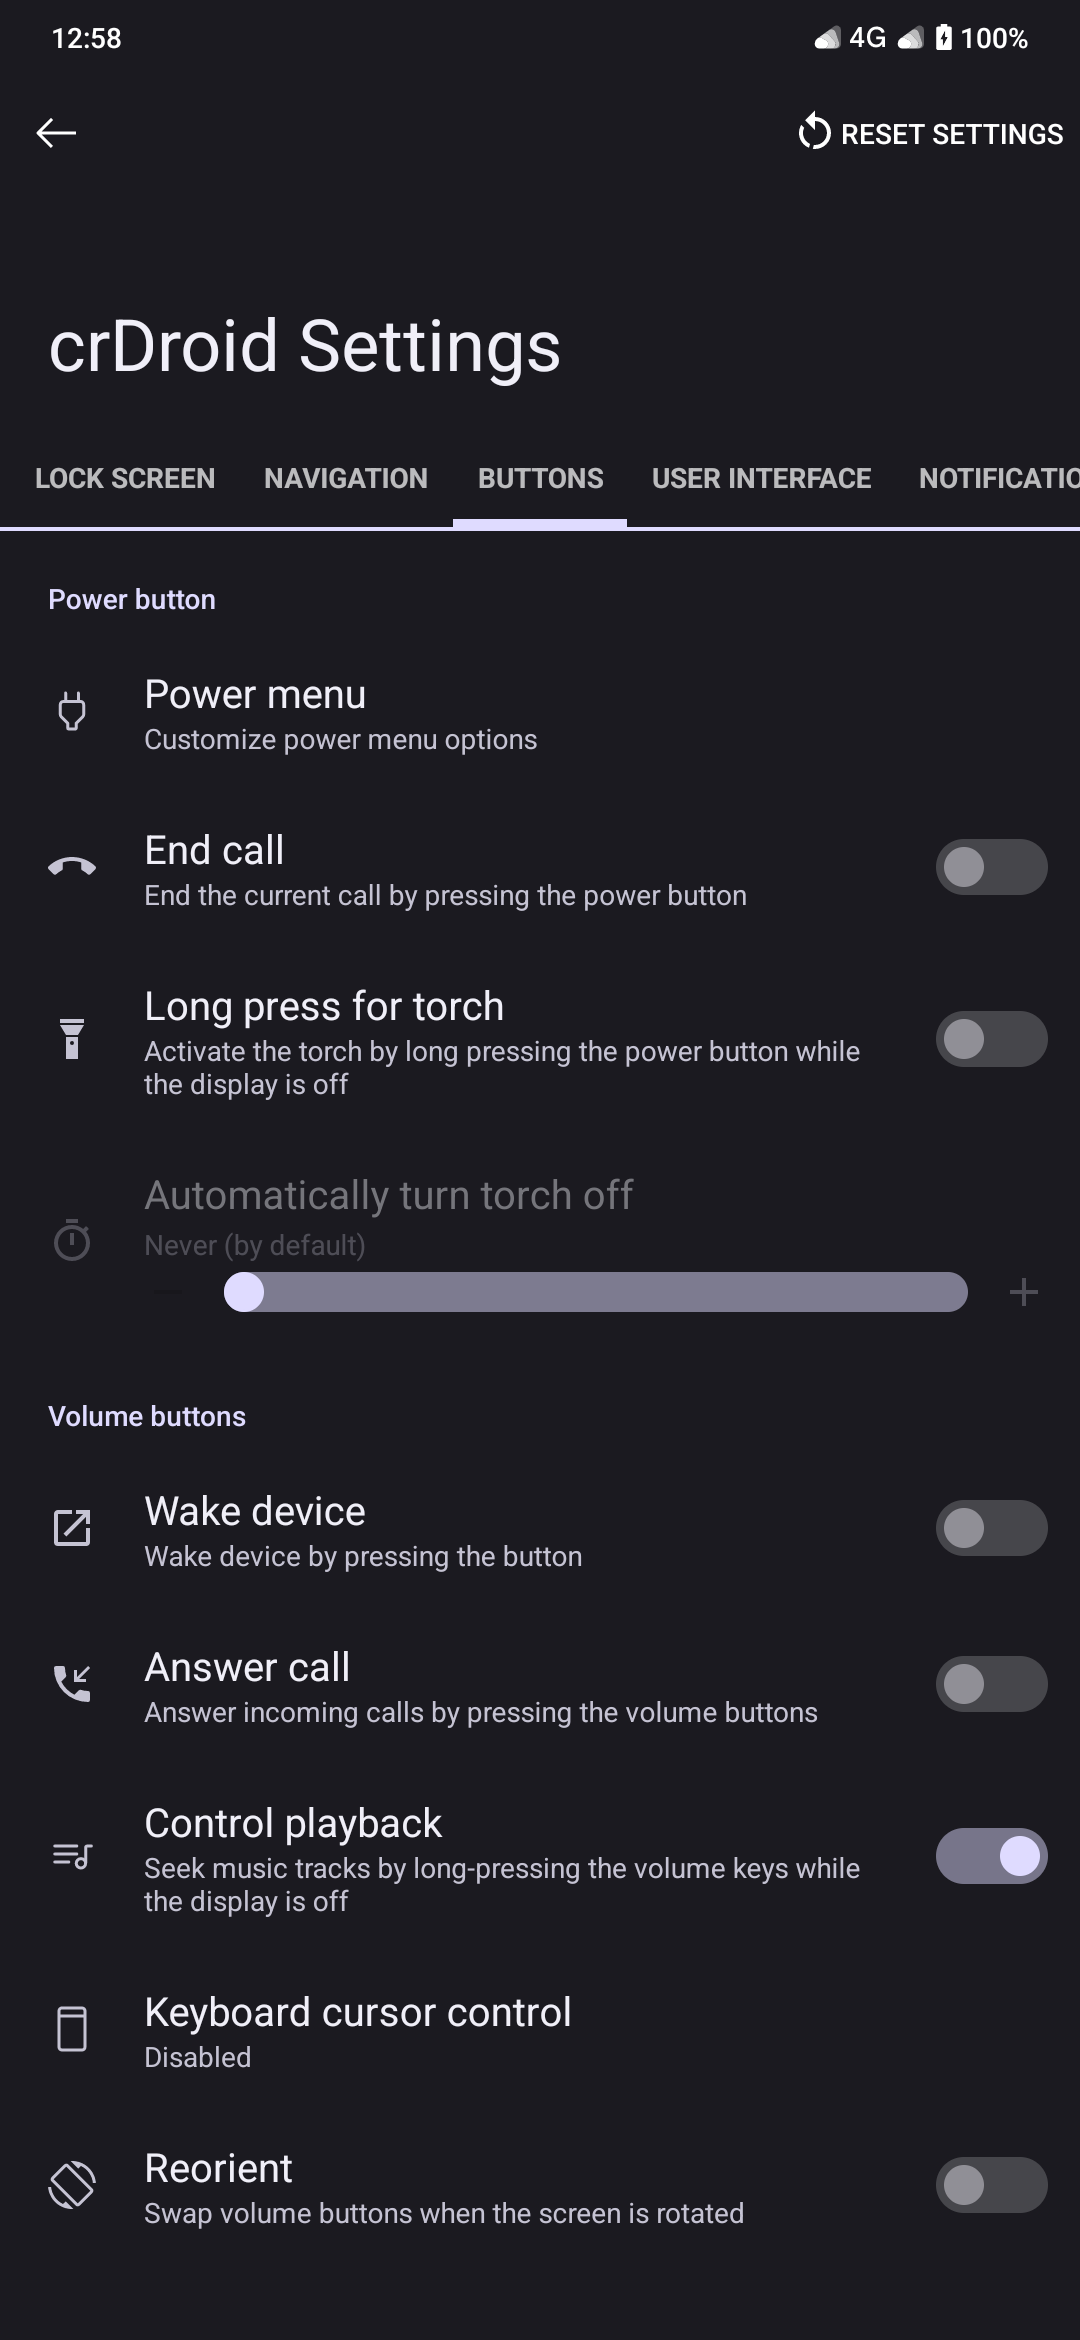 12:58
4G
100%
RESET SETTINGS
crDroid Settings
LOCK SCREEN
NAVIGATION
BUTTONS
USER INTERFACE
NOTIFICATIO
Power button
Power menu
Customize power menu options
End call
End the current call by pressing the power button
Long press for torch
Activate the torch by long pressing the power button while
the display is off
Automatically turn torch off
Never (by default)
Volume buttons
Wake device
Wake device by pressing the button
Answer call
Answer incoming calls by pressing the volume buttons
Control playback
Seek music tracks by long-pressing the volume keys while
the display is off
Keyboard cursor control
Disabled
Reorient
Swap volume buttons when the screen is rotated